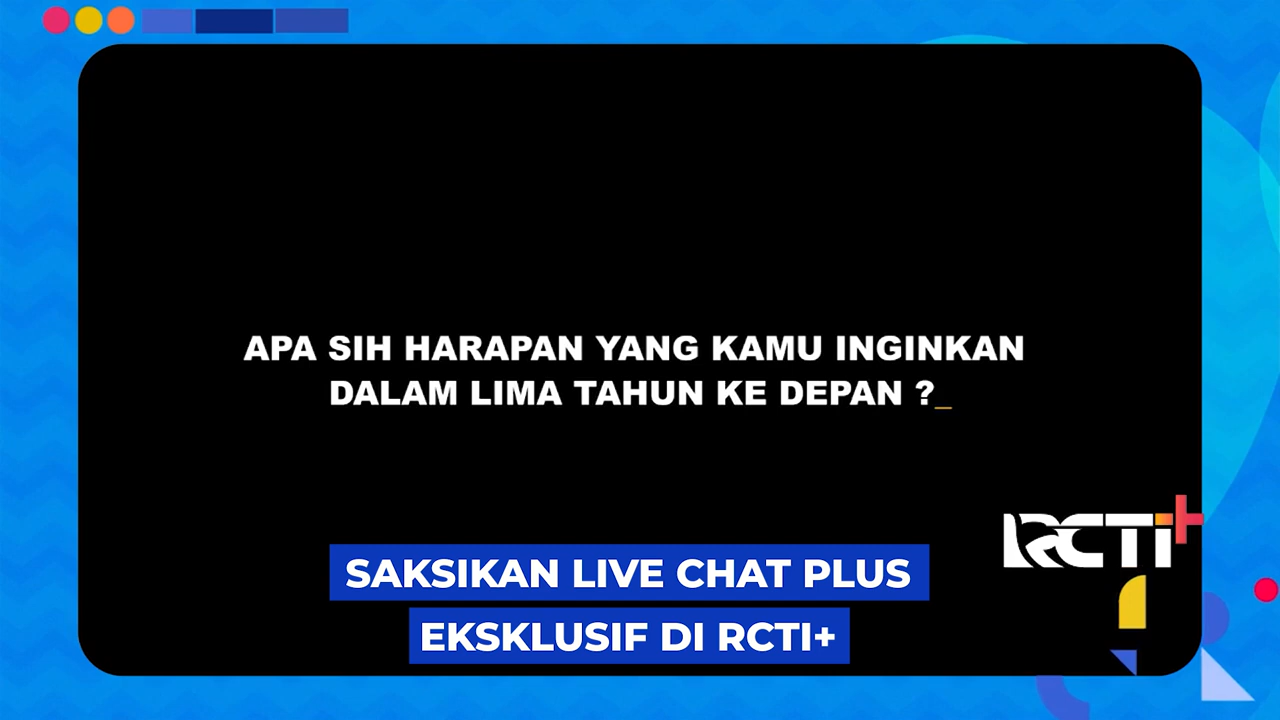 APA SIH HARAPAN YANG KAMU INGINKAN
DALAM LIMA TAHUN KE DEPAN ?_
RCTI+
SAKSIKAN LIVE CHAT PLUS
EKSKLUSIF DI RCTI+